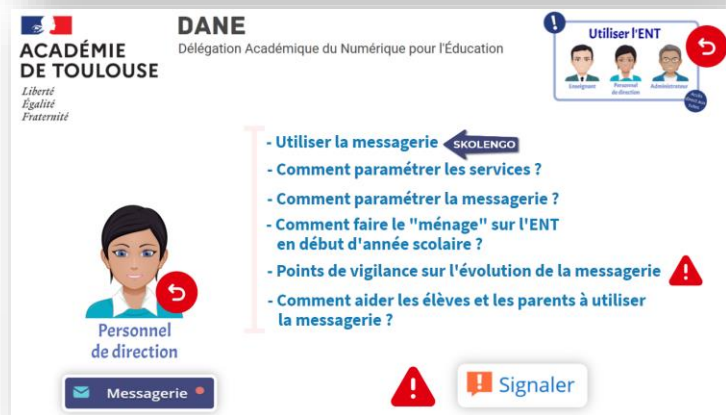 ACADÉMIE
DE TOULOUSE
Liberté
Égalité
Fraternité
DANE
Délégation Académique du Numérique pour l'Éducation
Utiliser l'ENT
Enseignant
Personnel
de direction
Administrateur
- Utiliser la messagerie
SKOLENGO
- Comment paramétrer les services ?
- Comment paramétrer la messagerie ?
- Comment faire le "ménage" sur l'ENT
en début d'année scolaire ?
- Points de vigilance sur l'évolution de la messagerie
- Comment aider les élèves et les parents à utiliser
la messagerie ?
Personnel
de direction
Messagerie
Signaler